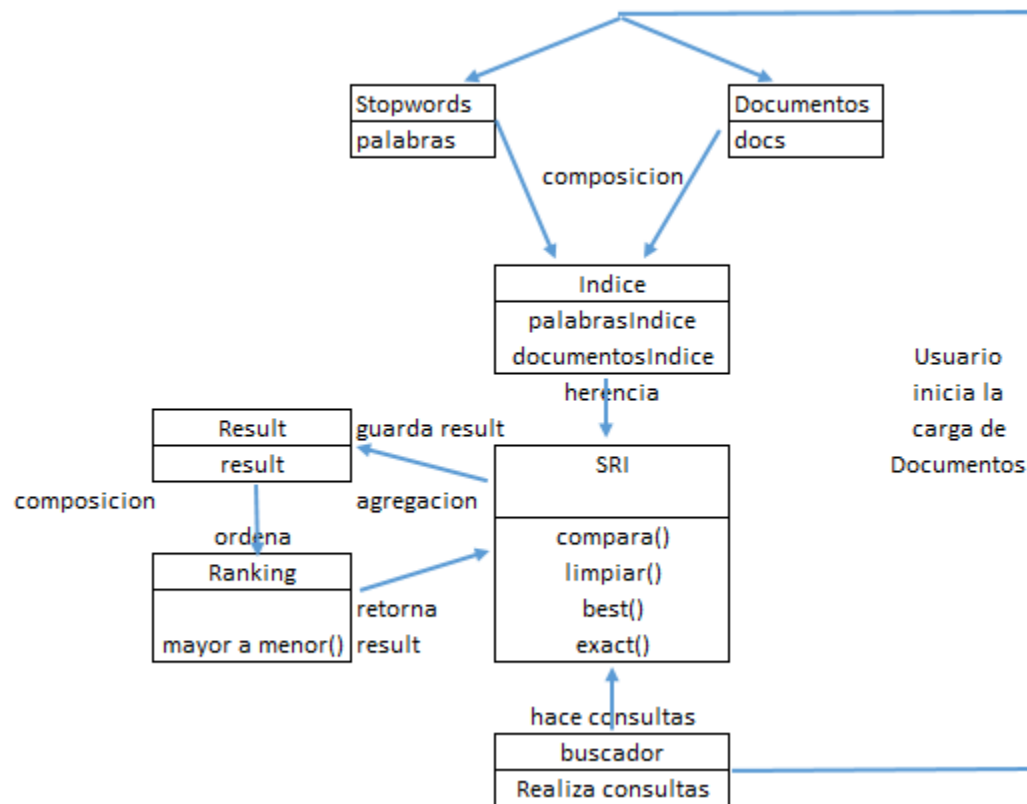 Stopwords
palabras
Documentos
docs
composicion
Indice
palabrasIndice
documentosIndice
herencia
Usuario
inicia la
carga de
Documentos
Result
result
guarda result
agregacion
composicion
ordena
Ranking
mayor a menor()
retorna
result
SRI
compara()
limpiar()
best()
exact()
hace consultas
buscador
Realiza consultas